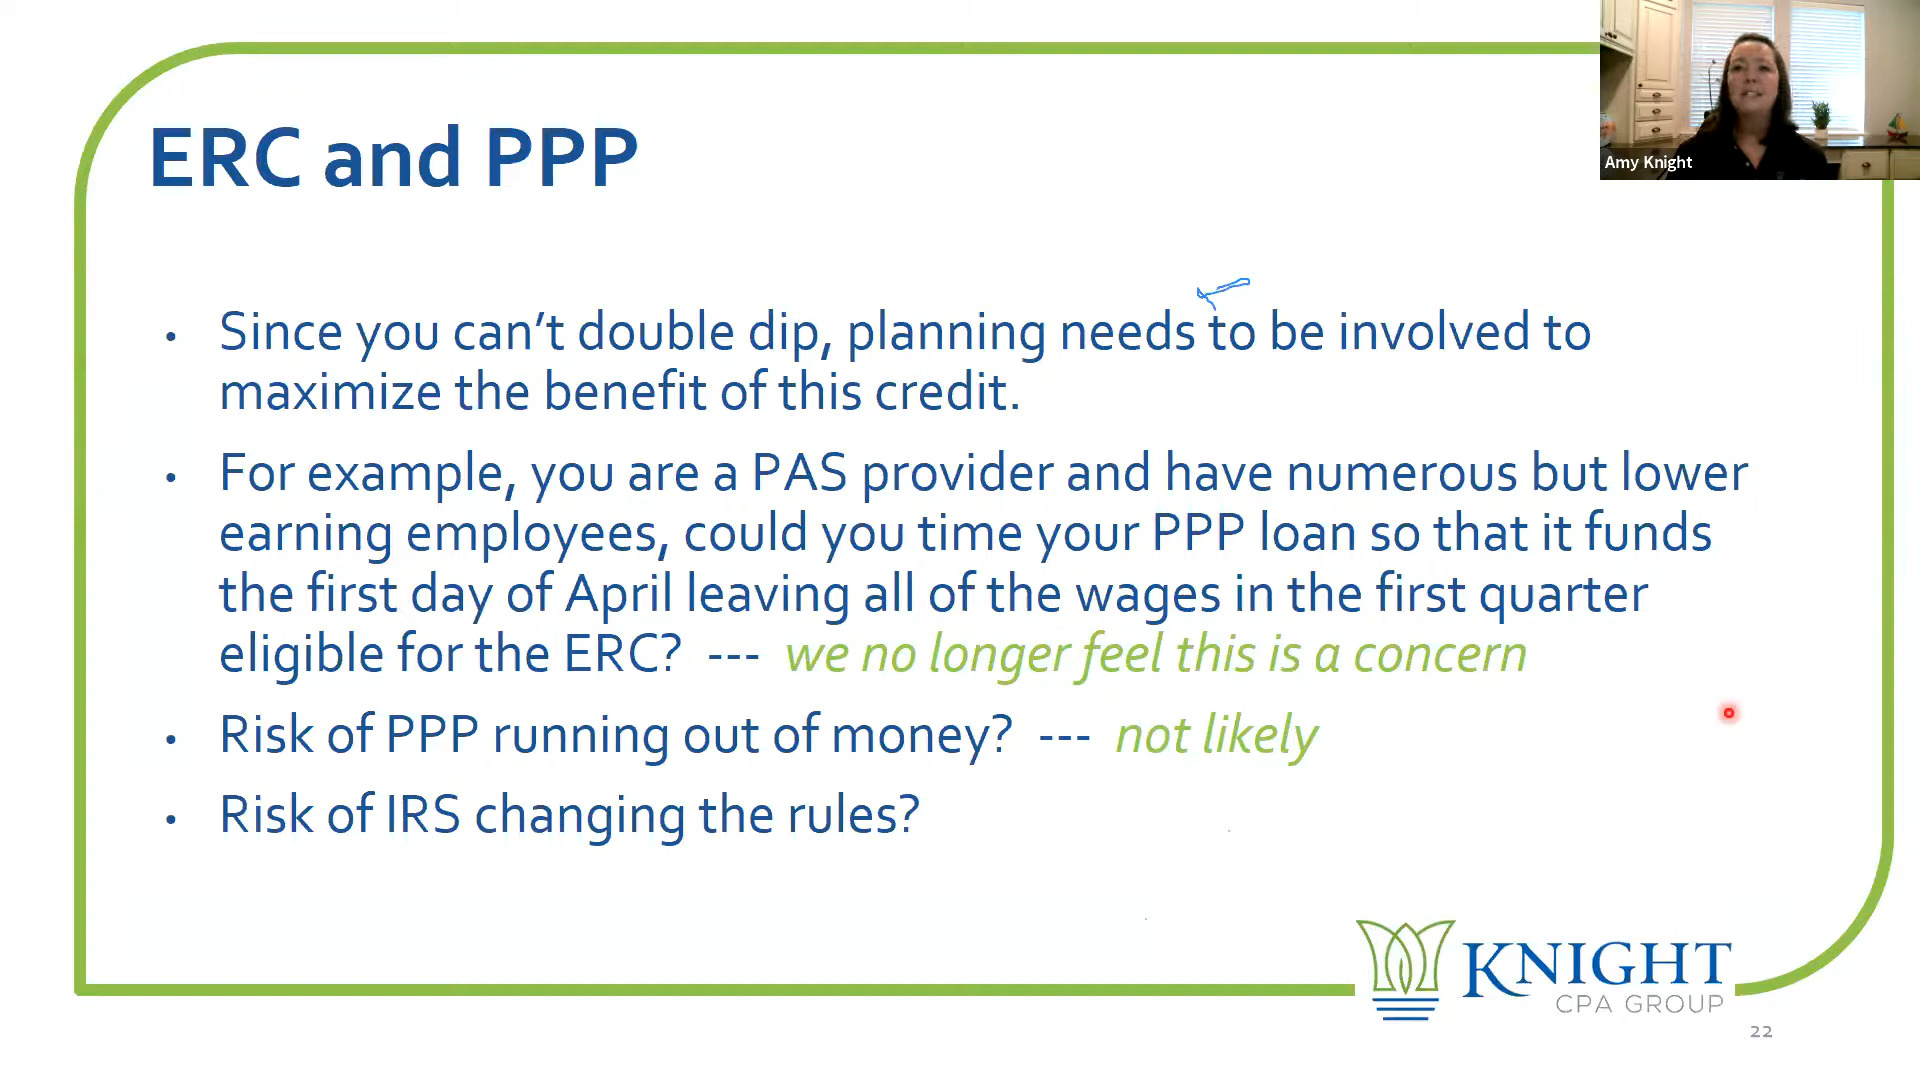 Amy Knight
ERC and PPP
• Since you can’t double dip, planning needs to be involved to
maximize the benefit of this credit.
• For example, you are a PAS provider and have numerous but lower
earning employees, could you time your PPP loan so that it funds
the first day of April leaving all of the wages in the first quarter
eligible for the ERC? --- we no longer feel this is a concern
• Risk of PPP running out of money? --- not likely
• Risk of IRS changing the rules?
KNIGHT
CPA GROUP
22